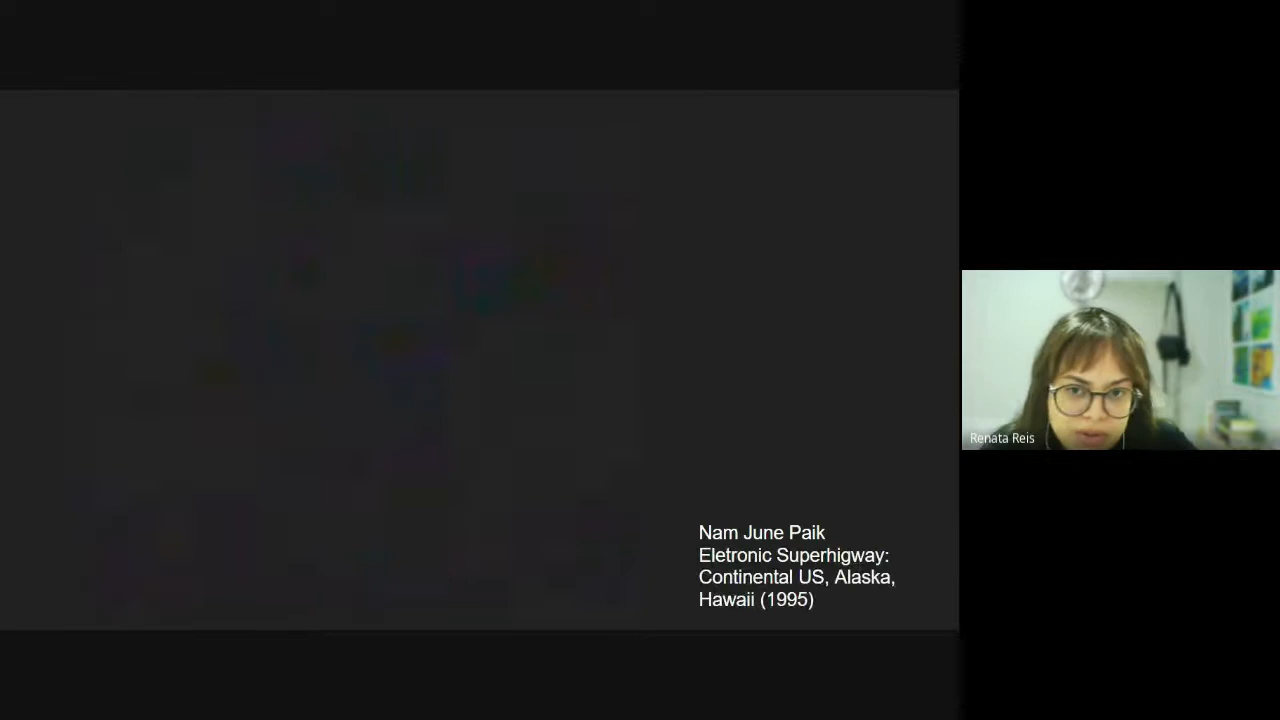 Nam June Paik
Eletronic Superhigway:
Continental US, Alaska,
Hawaii (1995)
Renata Reis